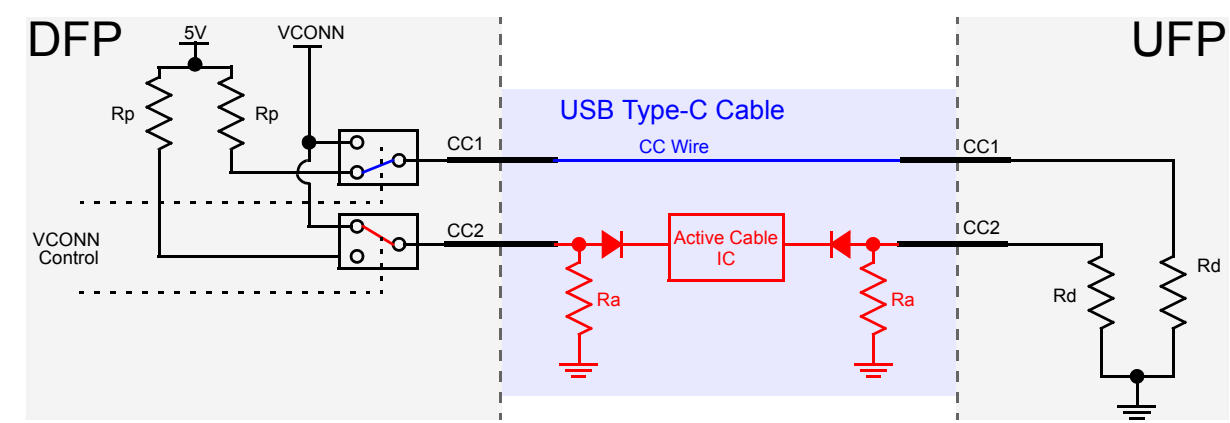 DFP
UFP
5V
VCONN
Rp
Rp
USB Type-C Cable
CC1
CC Wire
CC1
VCONN
Control
CC2
Active Cable
IC
CC2
Ra
Ra
Rd
Rd